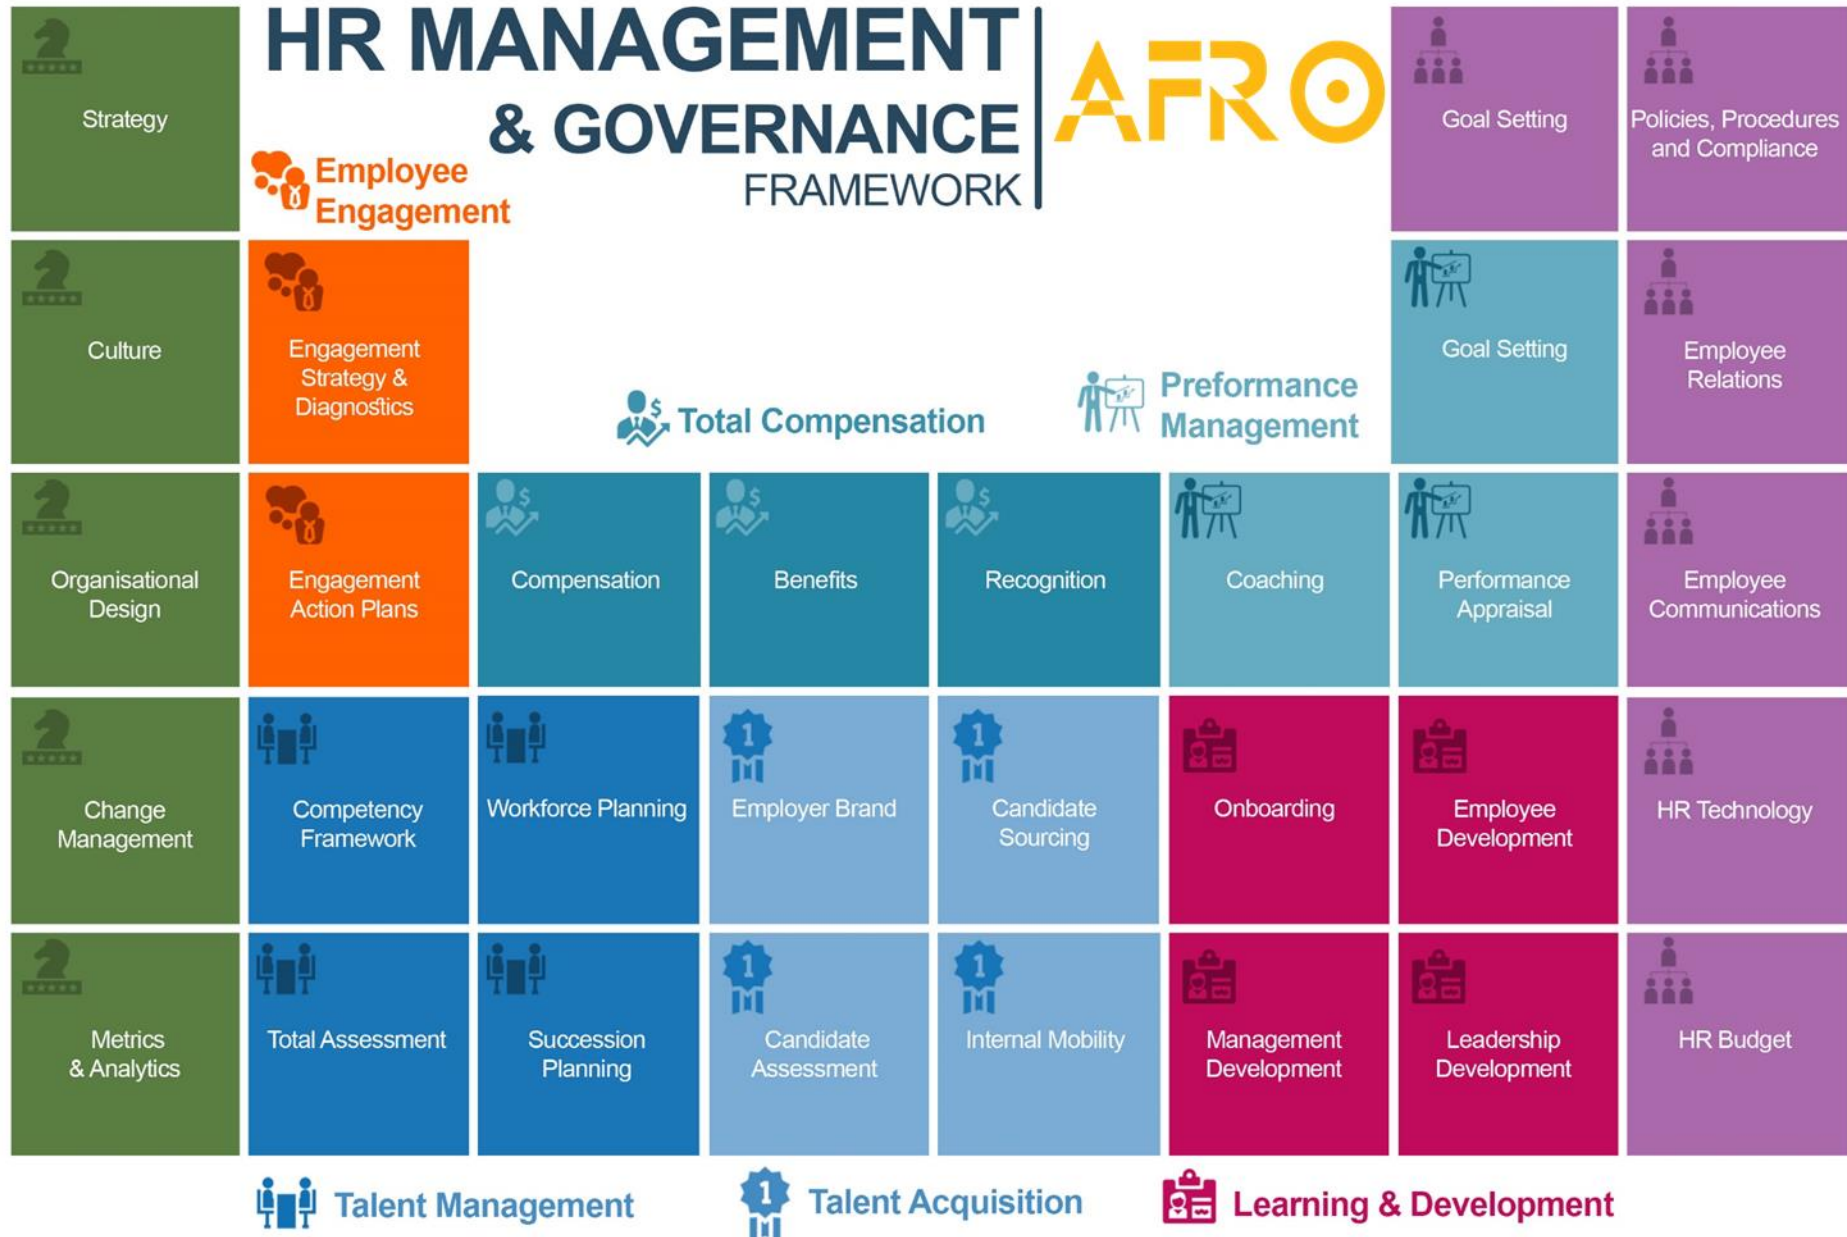 HR MANAGEMENT
& GOVERNANCE
FRAMEWORK
AFRO
Strategy
Employee
Engagement
Goal Setting
Policies, Procedures
and Compliance
Culture
Engagement
Strategy &
Diagnostics
Total Compensation
Preformance
Management
Goal Setting
Employee
Relations
Organisational
Design
Engagement
Action Plans
Compensation
Benefits
Recognition
Coaching
Performance
Appraisal
Employee
Communications
Change
Management
Competency
Framework
Workforce Planning
Employer Brand
Candidate
Sourcing
Onboarding
Employee
Development
HR Technology
Metrics
& Analytics
Total Assessment
Succession
Planning
Candidate
Assessment
Internal Mobility
Management
Development
Leadership
Development
HR Budget
Talent Management
Talent Acquisition
Learning & Development